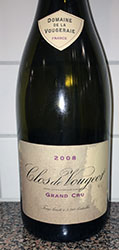 DOMAINE
DE LA
VOUGERAIE
FRANCE
2008
Clos de Vougeot
GRAND CRU